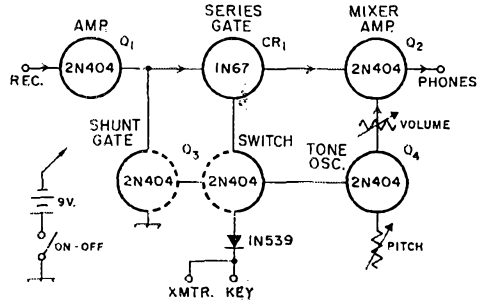 AMP. Q1
SERIES GATE CR1
MIXER AMP. Q2
REC.
2N404
1N67
2N404
PHONES
SHUNT GATE
Q3
SWITCH
TONE OSC.
VOLUME
Q4
2N404
2N404
2N404
9V.
ON-OFF
1N539
PITCH
XMTR. KEY